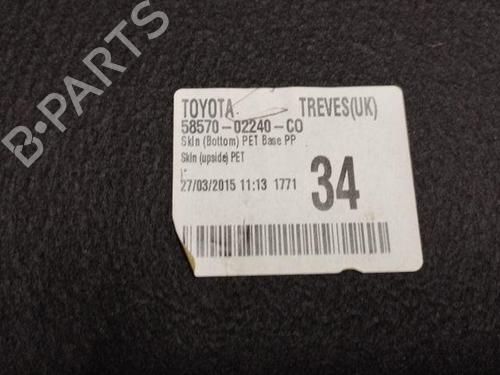 TOYOTA TREVES(UK)
58570-02240-C0
Skin (Bottom) PET Base PP
Skin (upside) PET
L*
27/03/2015 11:13 1771
34
B-PARTS